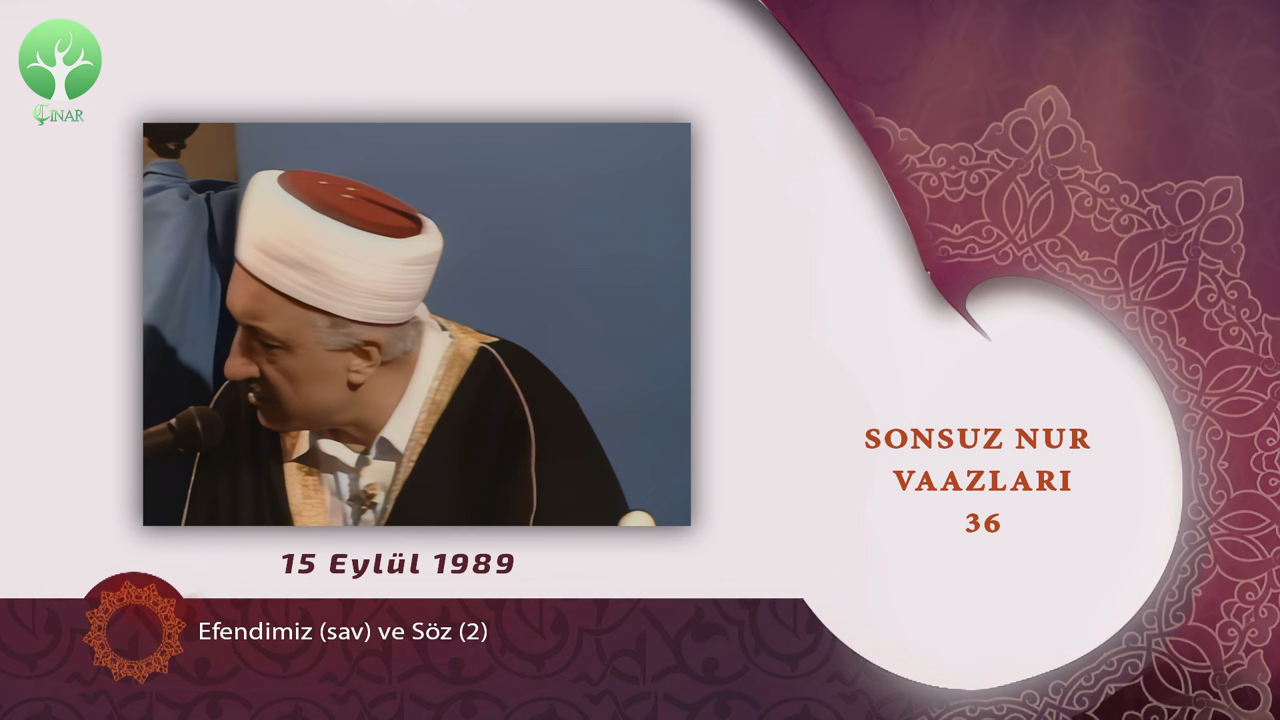 ÇINAR
SONSUZ NUR
VAAZLARI
36
15 Eylül 1989
Efendimiz (sav) ve Söz (2)